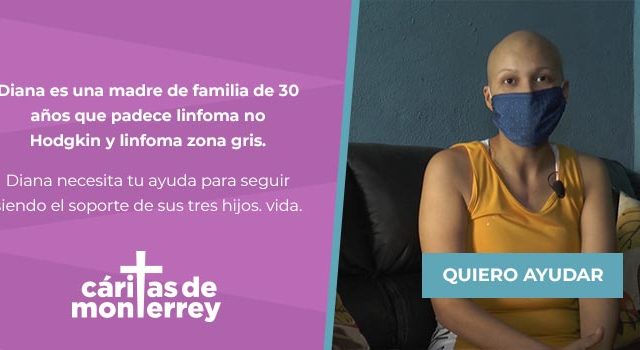 Diana es una madre de familia de 30
años que padece linfoma no
Hodgkin y linfoma zona gris.
Diana necesita tu ayuda para seguir
siendo el soporte de sus tres hijos. vida.
cáritas de
monterrey
QUIERO AYUDAR